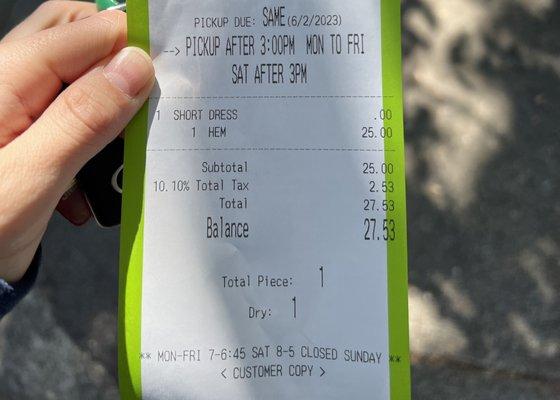 PICKUP DUE: SAME(6/2/2023)
--> PICKUP AFTER 3:00PM MON TO FRI
SAT AFTER 3PM
1 SHORT DRESS .00
1 HEM 25.00
Subtotal 25.00
10.10% Total Tax 2.53
Total 27.53
Balance 27.53
Total Piece: 1
Dry: 1
** MON-FRI 7-6:45 SAT 8-5 CLOSED SUNDAY **
< CUSTOMER COPY >